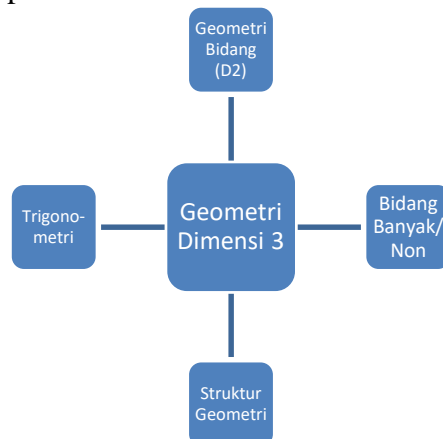 Geometri
Bidang
(D2)
Trigono-
metri
Geometri
Dimensi 3
Bidang
Banyak/
Non
Struktur
Geometri